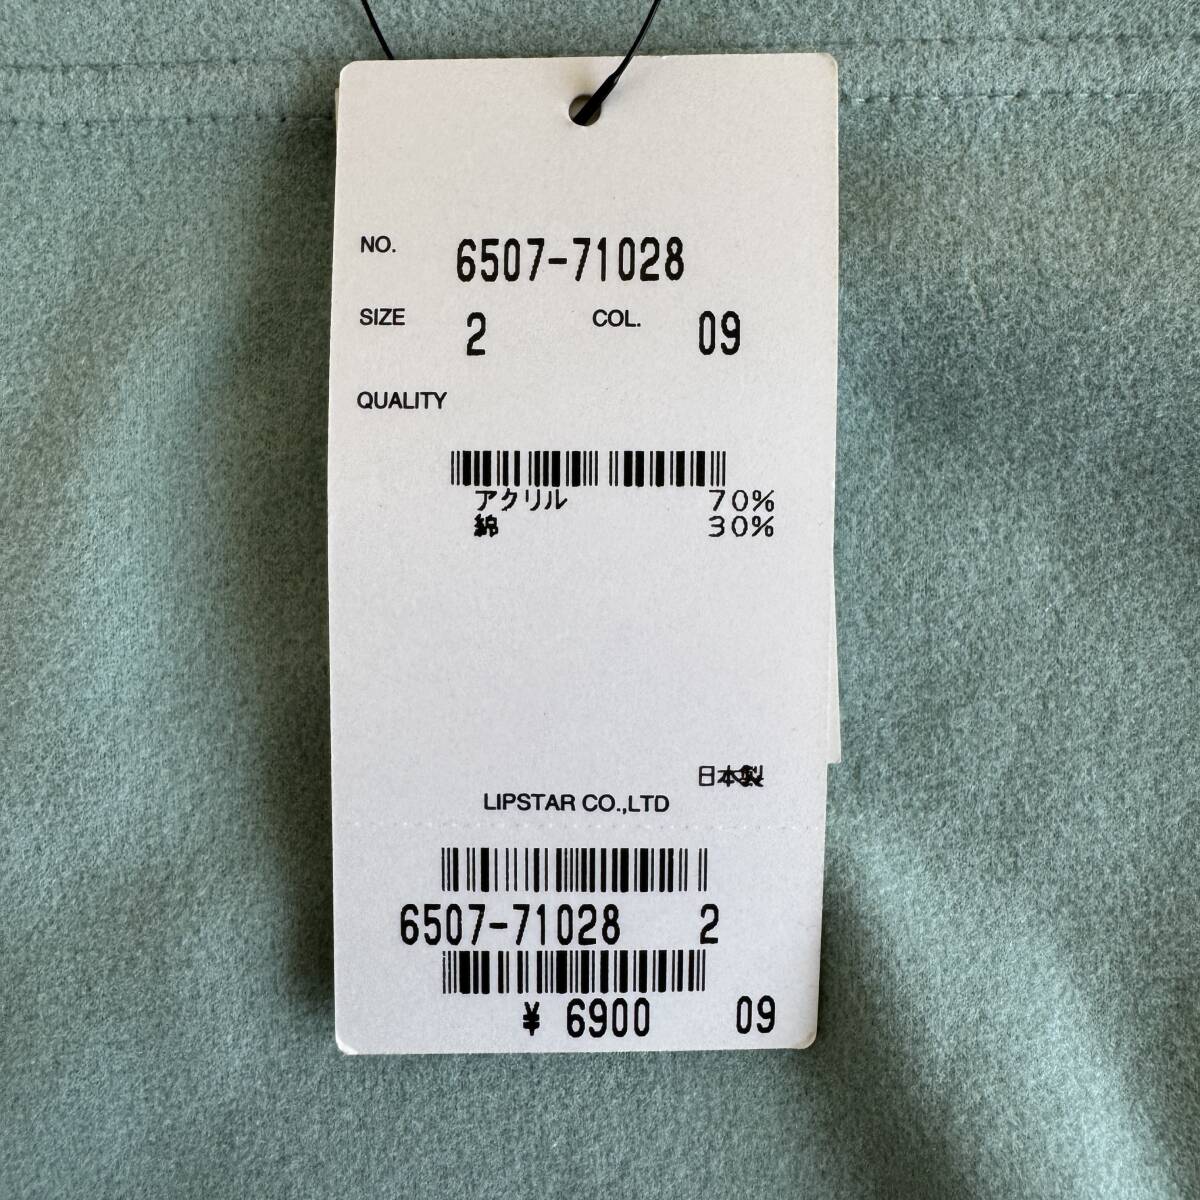 NO. 6507-71028
SIZE 2 COL. 09
QUALITY
アクリル 70%
綿 30%
日本製
LIPSTAR CO.,LTD
6507-71028 2
¥ 6900 09